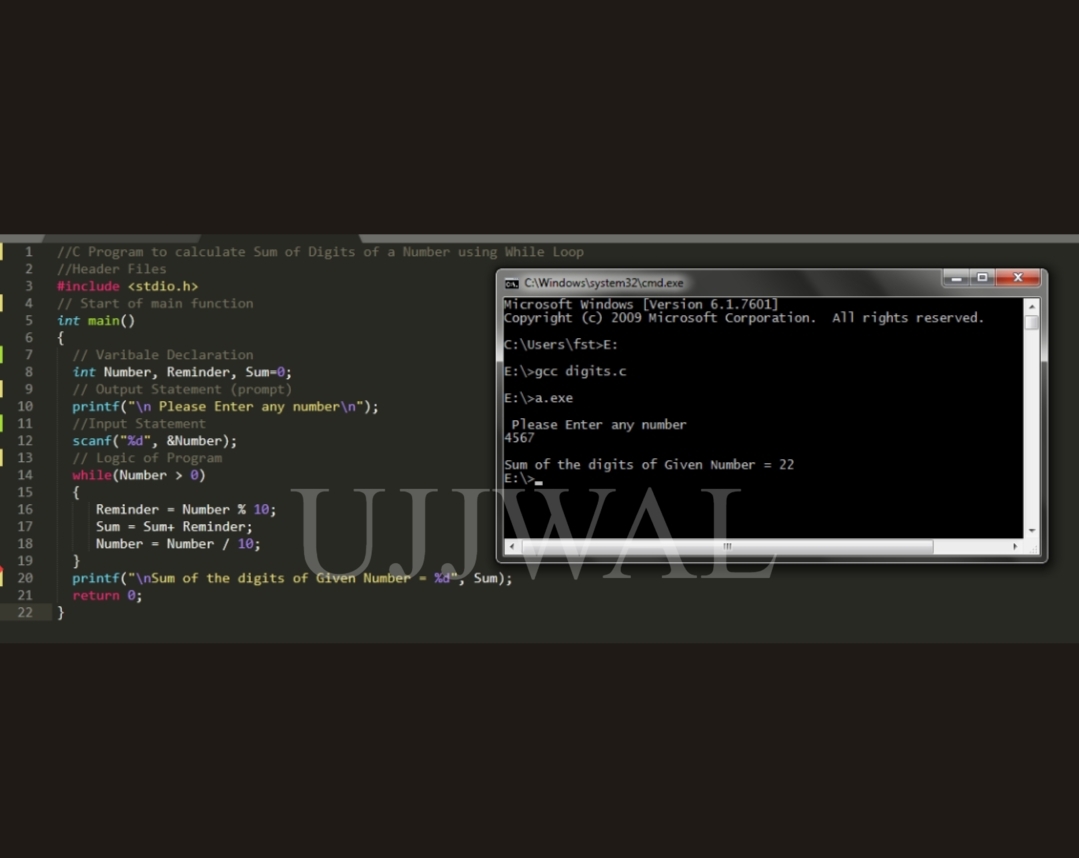 1 //C Program to calculate Sum of Digits of a Number using While Loop
2 //Header Files
3 #include <stdio.h>
4 // Start of main function
5 int main()
6 {
7 // Varibale Declaration
8 int Number, Reminder, Sum=0;
9 // Output Statement (prompt)
10 printf("\n Please Enter any number\n");
11 //Input Statement
12 scanf("%d", &Number);
13 // Logic of Program
14 while(Number > 0)
15 {
16 Reminder = Number % 10;
17 Sum = Sum+ Reminder;
18 Number = Number / 10;
19 }
20 printf("\nSum of the digits of Given Number = %d", Sum);
21 return 0;
22 }
C:\Windows\system32\cmd.exe
Microsoft Windows [Version 6.1.7601]
Copyright (c) 2009 Microsoft Corporation. All rights reserved.
C:\Users\fst>E:
E:\>gcc digits.c
E:\>a.exe
Please Enter any number
4567
Sum of the digits of Given Number = 22
E:\>_
UJJWAL